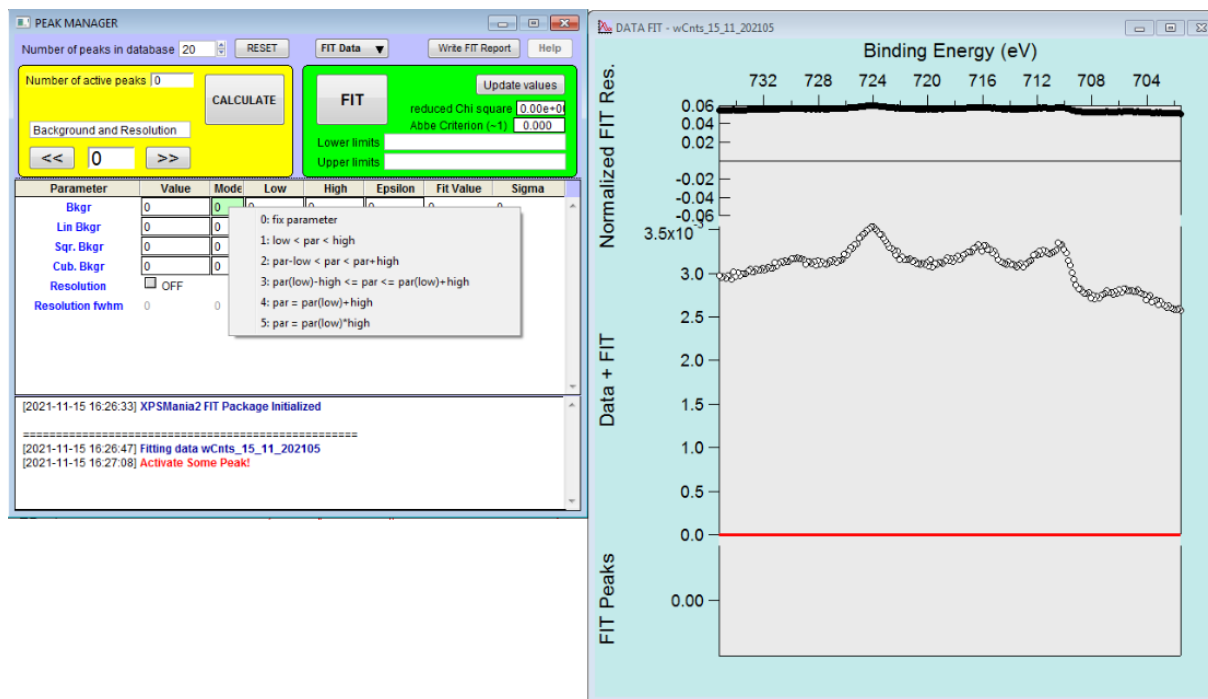 PEAK MANAGER
Number of peaks in database 20 RESET FIT Data Write FIT Report Help
Number of active peaks 0
CALCULATE
Background and Resolution
<< 0 >>
FIT
Update values
reduced Chi square 0.00e+0
Abbe Criterion (~1) 0.000
Lower limits
Upper limits
Parameter Value Mode Low High Epsilon Fit Value Sigma
Bkgr 0 0 0 0 0 0 0
Lin Bkgr 0 0
Sqr. Bkgr 0 0
Cub. Bkgr 0 0
Resolution OFF
Resolution fwhm 0 0
0: fix parameter
1: low < par < high
2: par-low < par < par+high
3: par(low)-high <= par <= par(low)+high
4: par = par(low)+high
5: par = par(low)*high
[2021-11-15 16:26:33] XPSMania2 FIT Package Initialized
===================================================
[2021-11-15 16:26:47] Fitting data wCnts_15_11_202105
[2021-11-15 16:27:08] Activate Some Peak!
DATA FIT - wCnts_15_11_202105
Binding Energy (eV)
732 728 724 720 716 712 708 704
Normalized FIT Res.
0.06
0.04
0.02
-0.02
-0.04
-0.06
Data + FIT
3.5x10⁻³
3.0
2.5
2.0
1.5
1.0
0.5
0.0
FIT Peaks
0.00